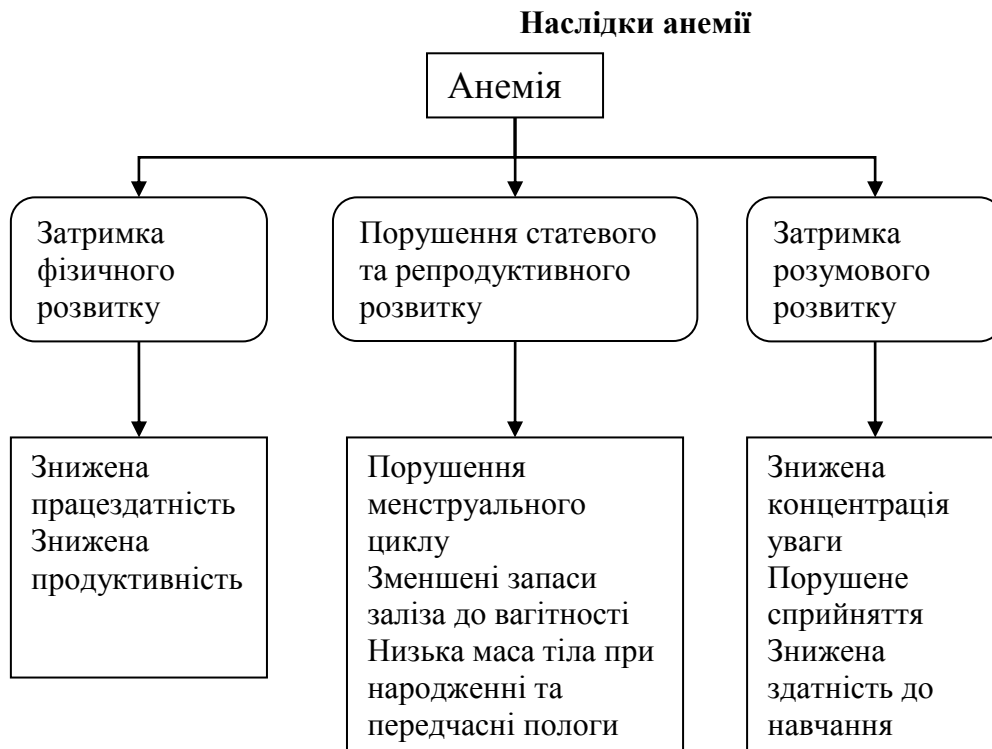 Наслідки анемії
Анемія
Затримка
фізичного
розвитку
Порушення статевого
та репродуктивного
розвитку
Затримка
розумового
розвитку
Знижена
працездатність
Знижена
продуктивність
Порушення
менструального
циклу
Зменшені запаси
заліза до вагітності
Низька маса тіла при
народженні та
передчасні пологи
Знижена
концентрація
уваги
Порушене
сприйняття
Знижена
здатність до
навчання